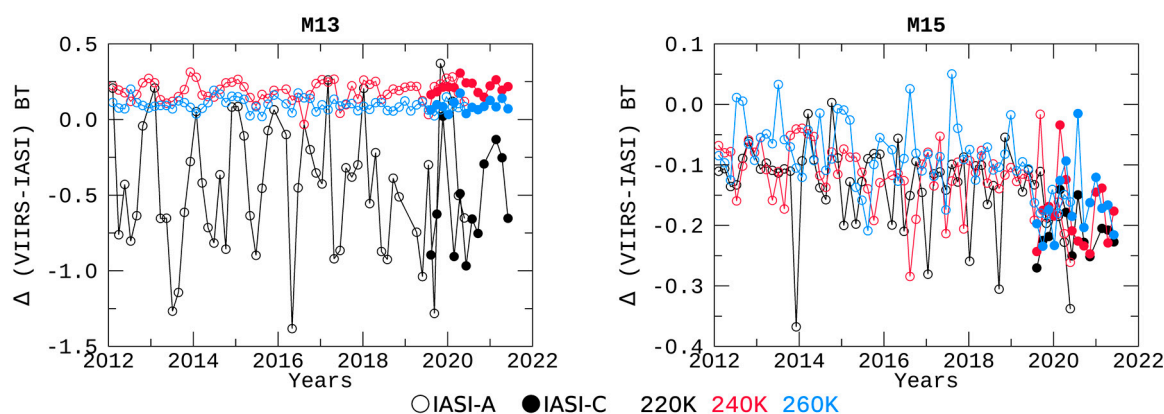 M13
Δ (VIIRS-IASI) BT
0.5
0.0
-0.5
-1.0
-1.5
2012 2014 2016 2018 2020 2022
Years
M15
Δ (VIIRS-IASI) BT
0.1
0.0
-0.1
-0.2
-0.3
-0.4
2012 2014 2016 2018 2020 2022
Years
IASI-A IASI-C 220K 240K 260K